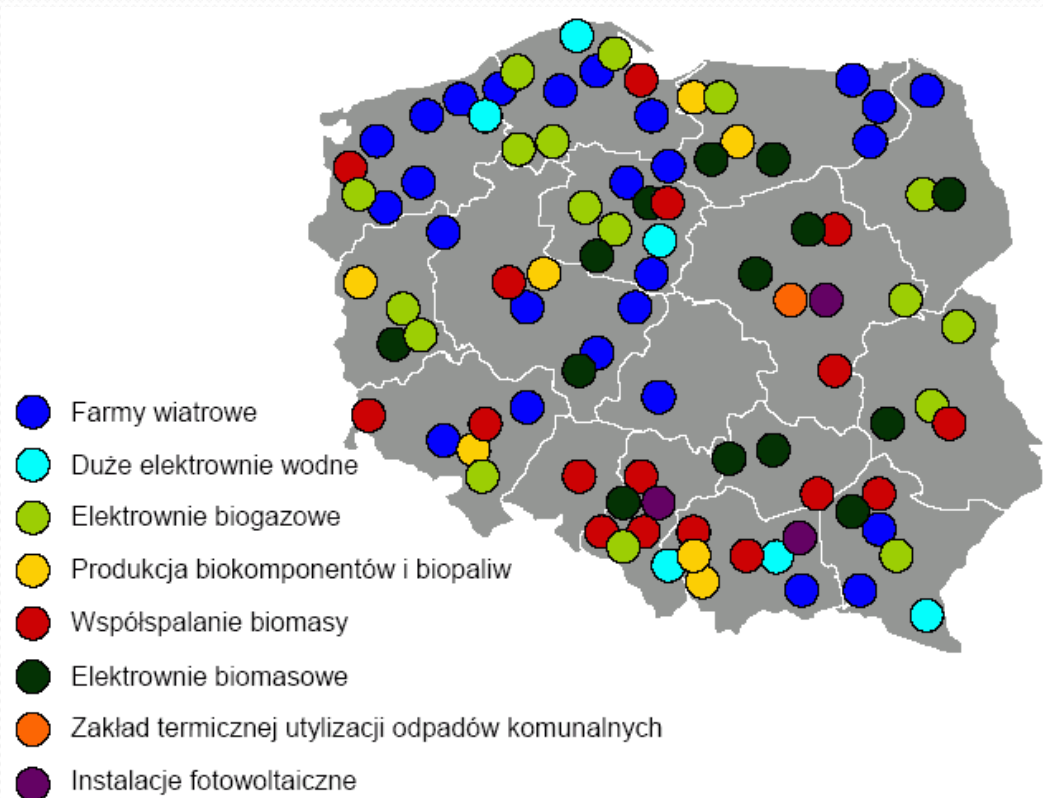 Farmy wiatrowe
Duże elektrownie wodne
Elektrownie biogazowe
Produkcja biokomponentów i biopaliw
Współspalanie biomasy
Elektrownie biomasowe
Zakład termicznej utylizacji odpadów komunalnych
Instalacje fotowoltaiczne